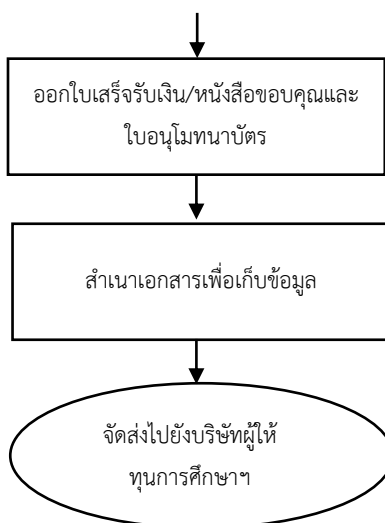 ออกใบเสร็จรับเงิน/หนังสือขอบคุณและ
ใบอนุโมทนาบัตร
สำเนาเอกสารเพื่อเก็บข้อมูล
จัดส่งไปยังบริษัทผู้ให้
ทุนการศึกษาฯ